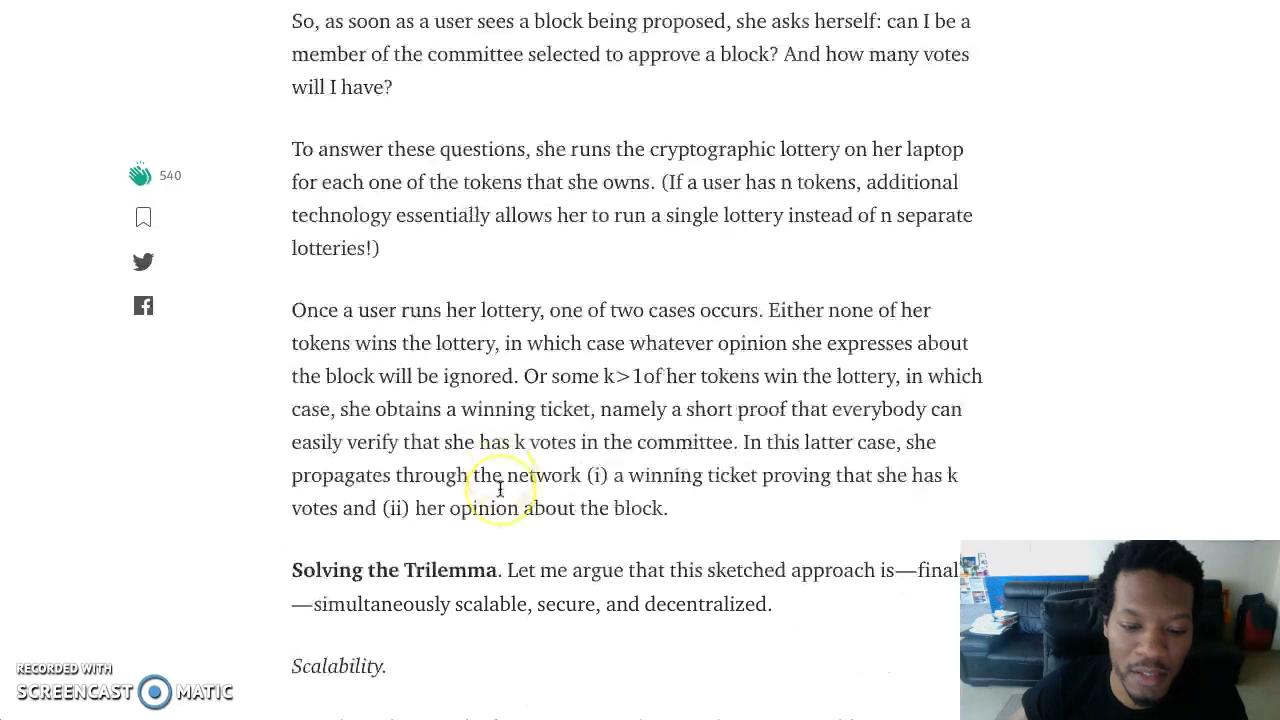 So, as soon as a user sees a block being proposed, she asks herself: can I be a
member of the committee selected to approve a block? And how many votes
will I have?
To answer these questions, she runs the cryptographic lottery on her laptop
for each one of the tokens that she owns. (If a user has n tokens, additional
technology essentially allows her to run a single lottery instead of n separate
lotteries!)
540
Once a user runs her lottery, one of two cases occurs. Either none of her
tokens wins the lottery, in which case whatever opinion she expresses about
the block will be ignored. Or some k>1of her tokens win the lottery, in which
case, she obtains a winning ticket, namely a short proof that everybody can
easily verify that she has k votes in the committee. In this latter case, she
propagates through the network (i) a winning ticket proving that she has k
votes and (ii) her opinion about the block.
Solving the Trilemma. Let me argue that this sketched approach is—final
—simultaneously scalable, secure, and decentralized.
Scalability.
RECORDED WITH
SCREENCAST MATIC